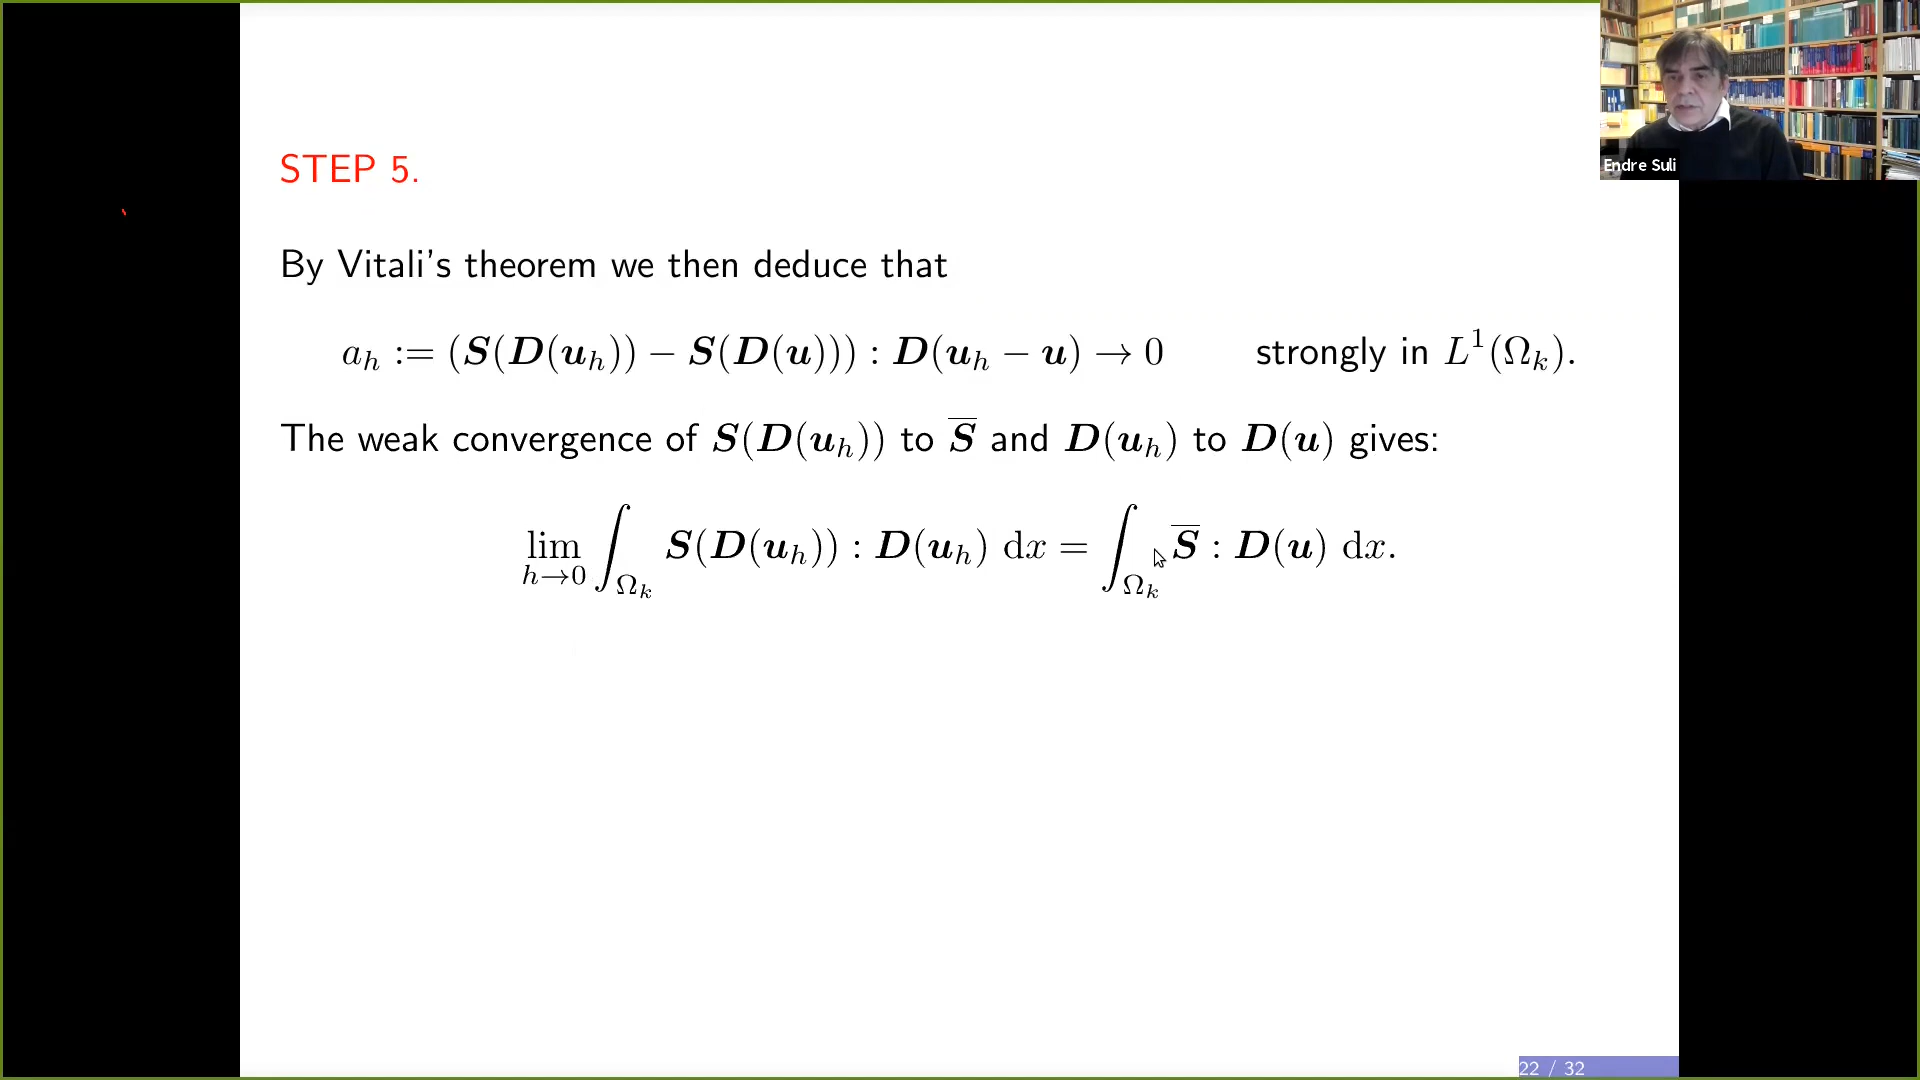 STEP 5.
By Vitali's theorem we then deduce that
a_h := (S(D(u_h)) − S(D(u))) : D(u_h − u) → 0 strongly in L^1(Ω_k).
The weak convergence of S(D(u_h)) to S̅ and D(u_h) to D(u) gives:
lim_{h→0} ∫_{Ω_k} S(D(u_h)) : D(u_h) dx = ∫_{Ω_k} S̅ : D(u) dx.
Endre Suli
22 / 32